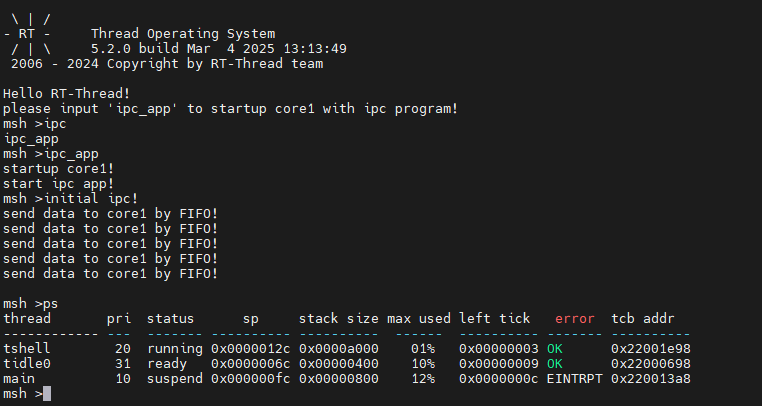 \ | /
- RT -     Thread Operating System
 / | \     5.2.0 build Mar  4 2025 13:13:49
 2006 - 2024 Copyright by RT-Thread team

Hello RT-Thread!
please input 'ipc_app' to startup core1 with ipc program!
msh >ipc
ipc_app
msh >ipc_app
startup core1!
start ipc app!
msh >initial ipc!
send data to core1 by FIFO!
send data to core1 by FIFO!
send data to core1 by FIFO!
send data to core1 by FIFO!
send data to core1 by FIFO!

msh >ps
thread       pri  status     sp     stack size max used left tick   error  tcb addr
------------ ---  ------- ---------- ----------  ------  ---------- ------- ----------
tshell        20  running 0x0000012c 0x0000a000    01%   0x00000003 OK      0x22001e98
tidle0        31  ready   0x0000006c 0x00000400    10%   0x00000009 OK      0x22000698
main          10  suspend 0x000000fc 0x00000800    12%   0x0000000c EINTRPT 0x220013a8
msh >